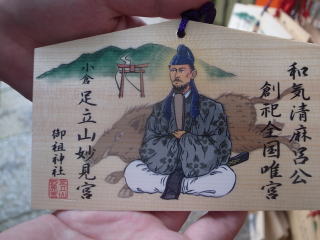 和気清麻呂公
創祀全国唯宮
小倉 足立山妙見宮
御祖神社